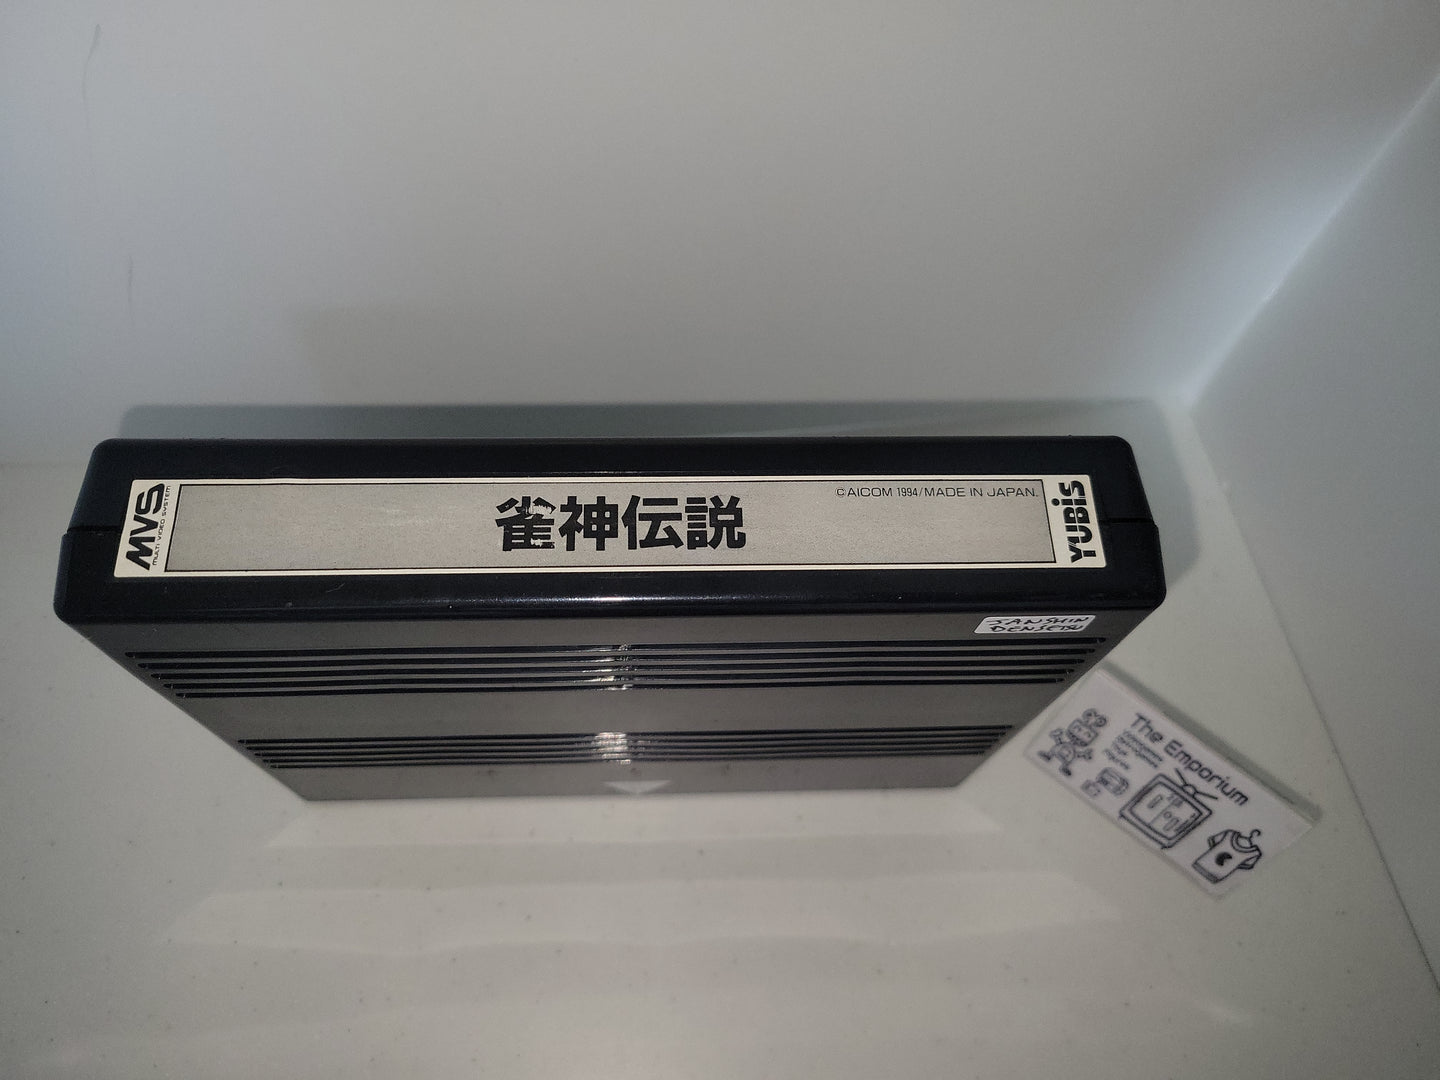 MVS
MULTI VIDEO SYSTEM
雀神伝説
©AICOM 1994/MADE IN JAPAN.
YUBiS
JANSHIN
DENSETSU
The Emporium